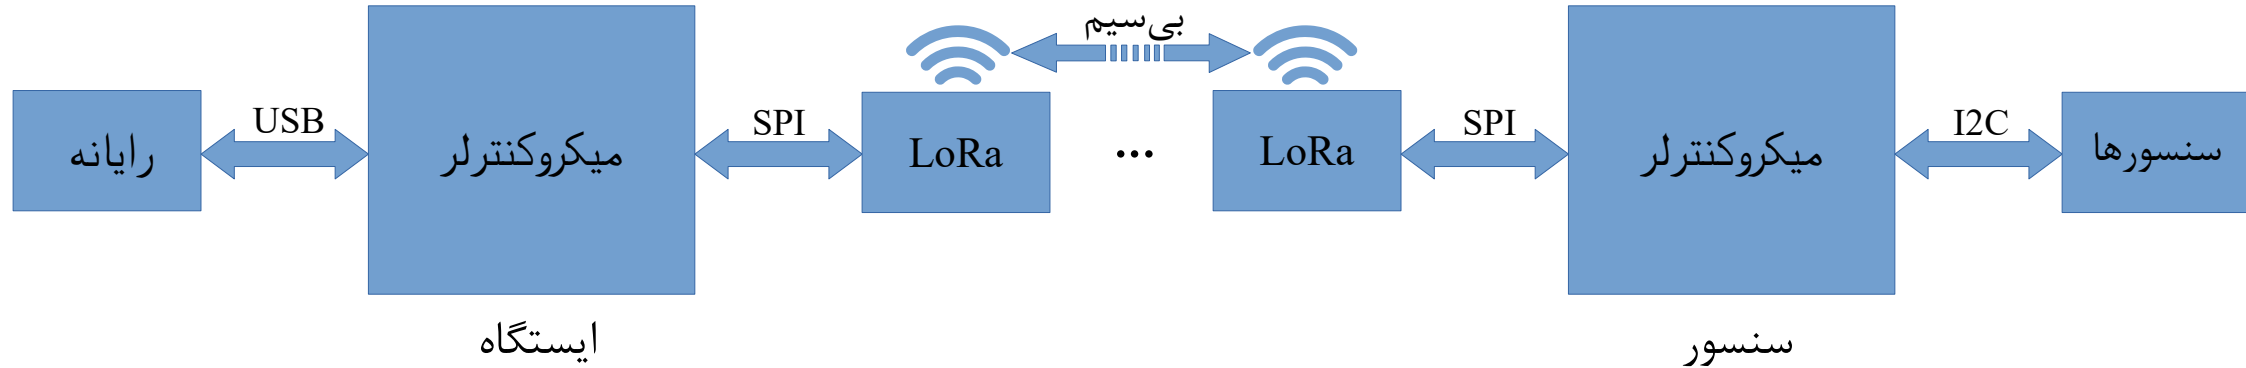 بی‌سیم
رایانه
USB
میکروکنترلر
SPI
LoRa
...
LoRa
SPI
میکروکنترلر
I2C
سنسورها
ایستگاه
سنسور